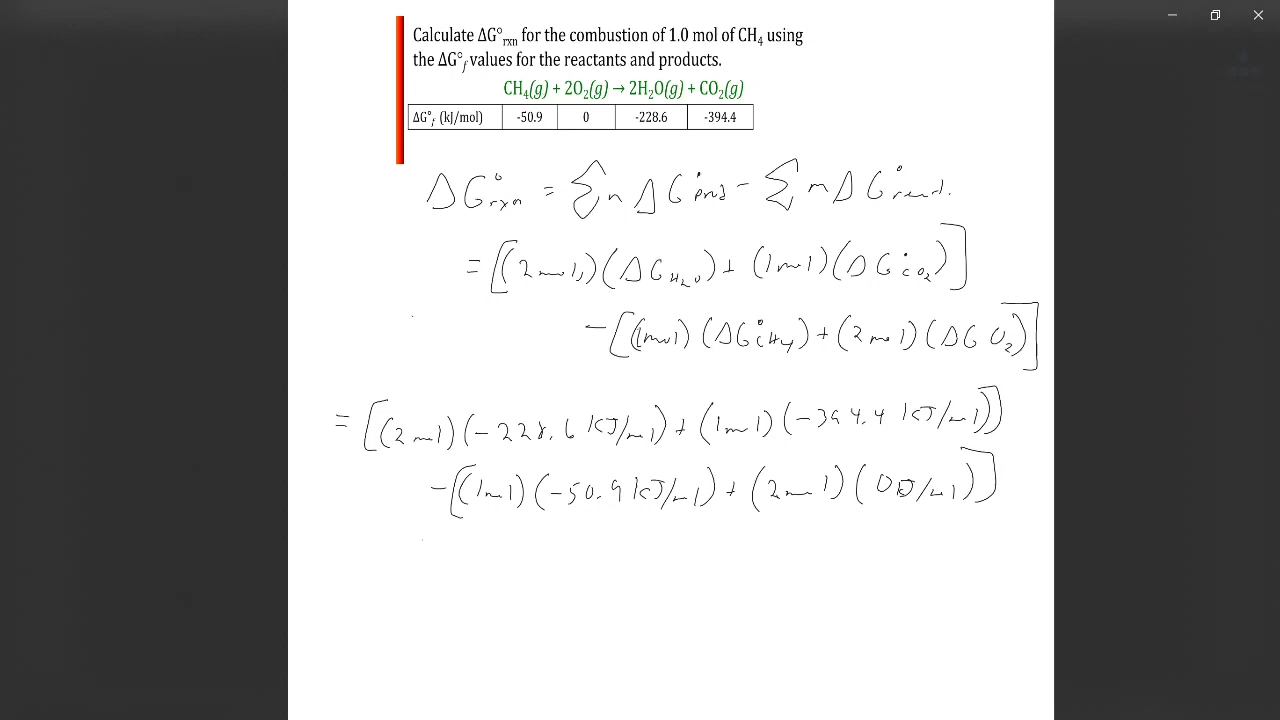 Calculate ΔG°rxn for the combustion of 1.0 mol of CH4 using
the ΔG°f values for the reactants and products.
CH4(g) + 2O2(g) → 2H2O(g) + CO2(g)
ΔG°f (kJ/mol) -50.9 0 -228.6 -394.4
ΔG°rxn = Σ n ΔG°prod - Σ n ΔG°react.
= [(2 mol)(ΔG H2O) + (1 mol)(ΔG° CO2)]
- [(1 mol)(ΔG° CH4) + (2 mol)(ΔG O2)]
= [(2 mol)(-228.6 kJ/mol) + (1 mol)(-394.4 kJ/mol)]
- [(1 mol)(-50.9 kJ/mol) + (2 mol)(0 kJ/mol)]